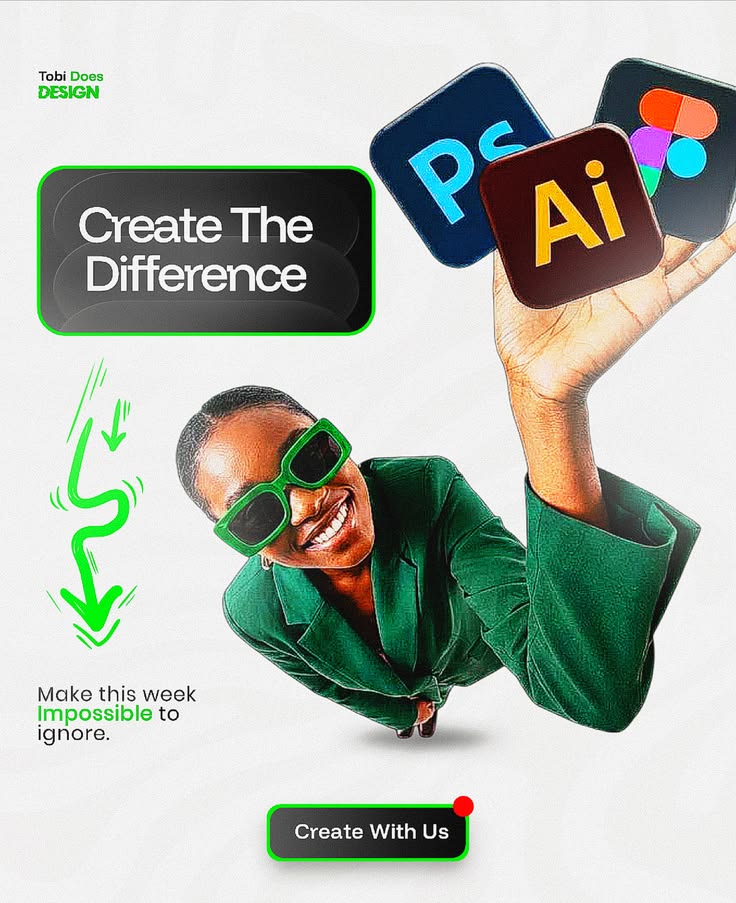 Tobi Does
DESIGN
Ps
Ai
Create The
Difference
Make this week
Impossible to
ignore.
Create With Us